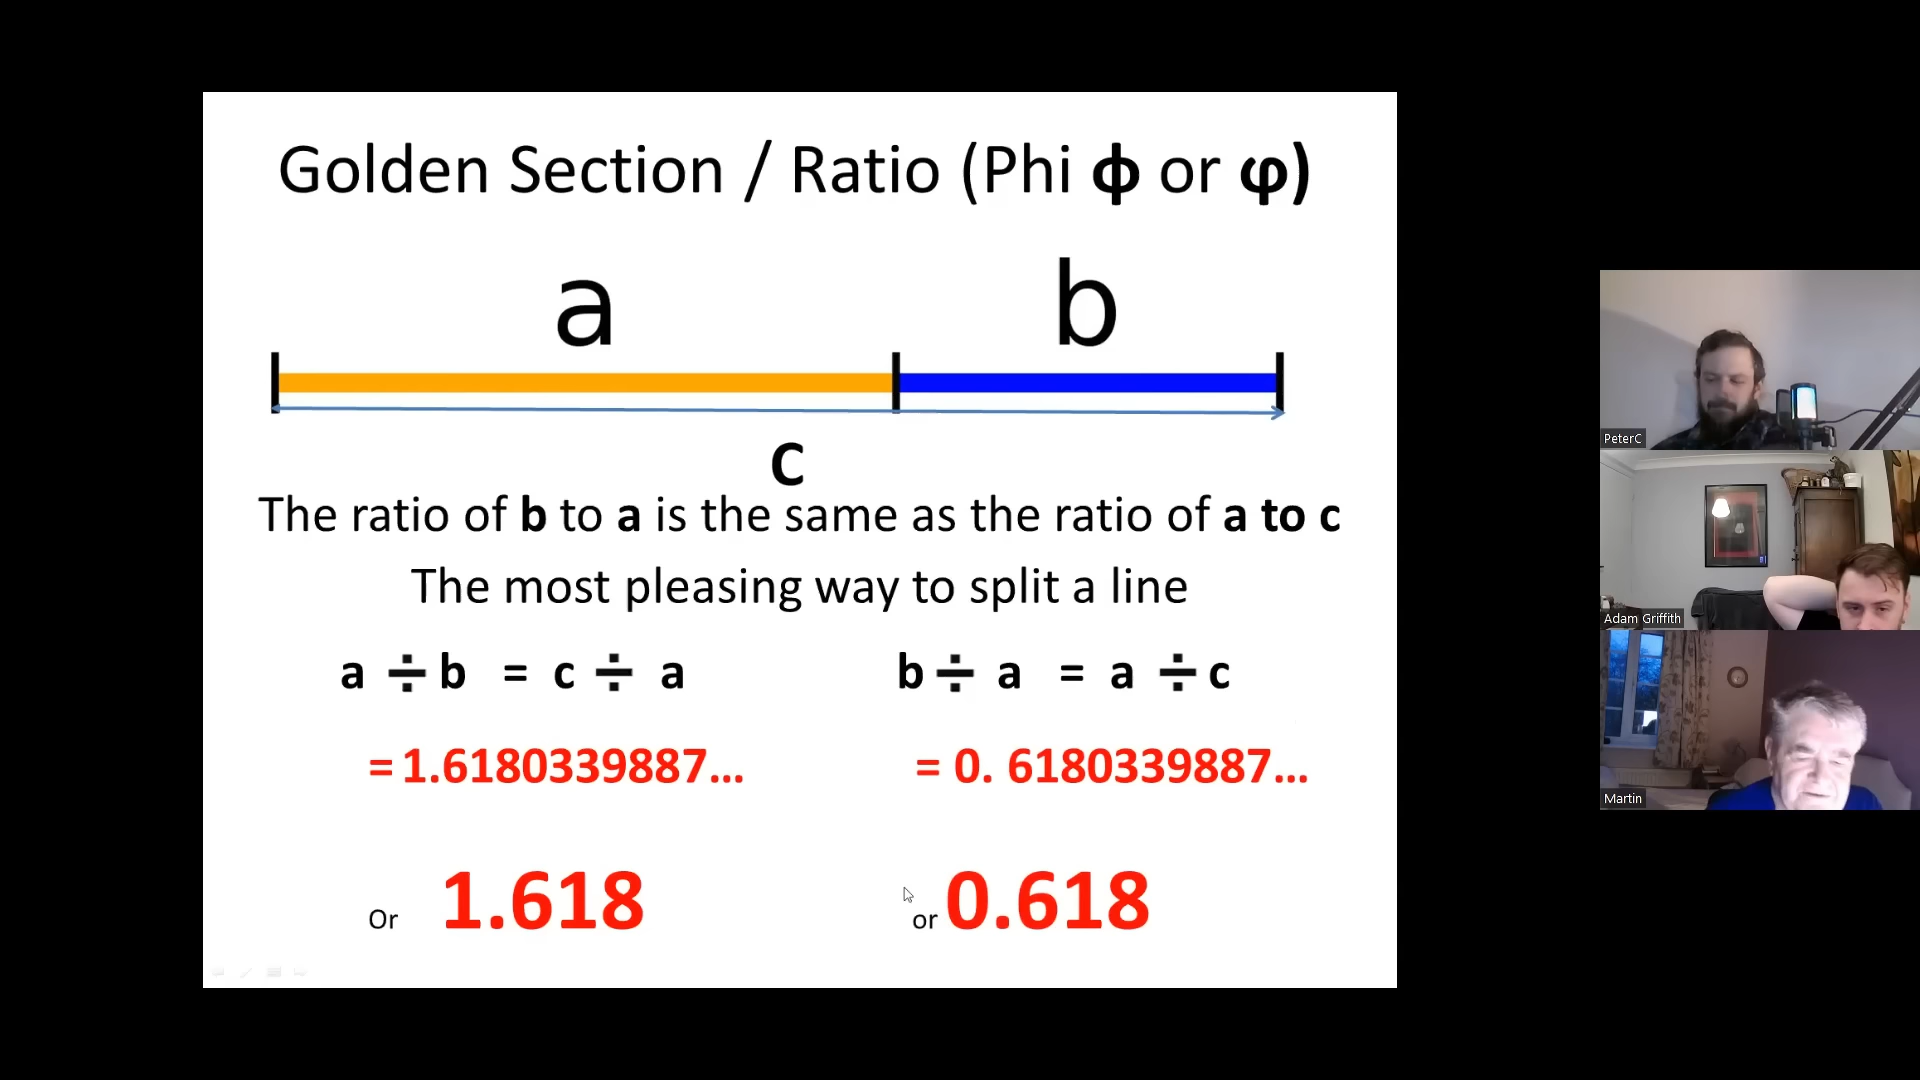 Golden Section / Ratio (Phi ϕ or φ)
a
b
c
The ratio of b to a is the same as the ratio of a to c
The most pleasing way to split a line
a ÷ b = c ÷ a
b ÷ a = a ÷ c
= 1.6180339887...
= 0. 6180339887...
Or 1.618
or 0.618
PeterC
Adam Griffith
Martin